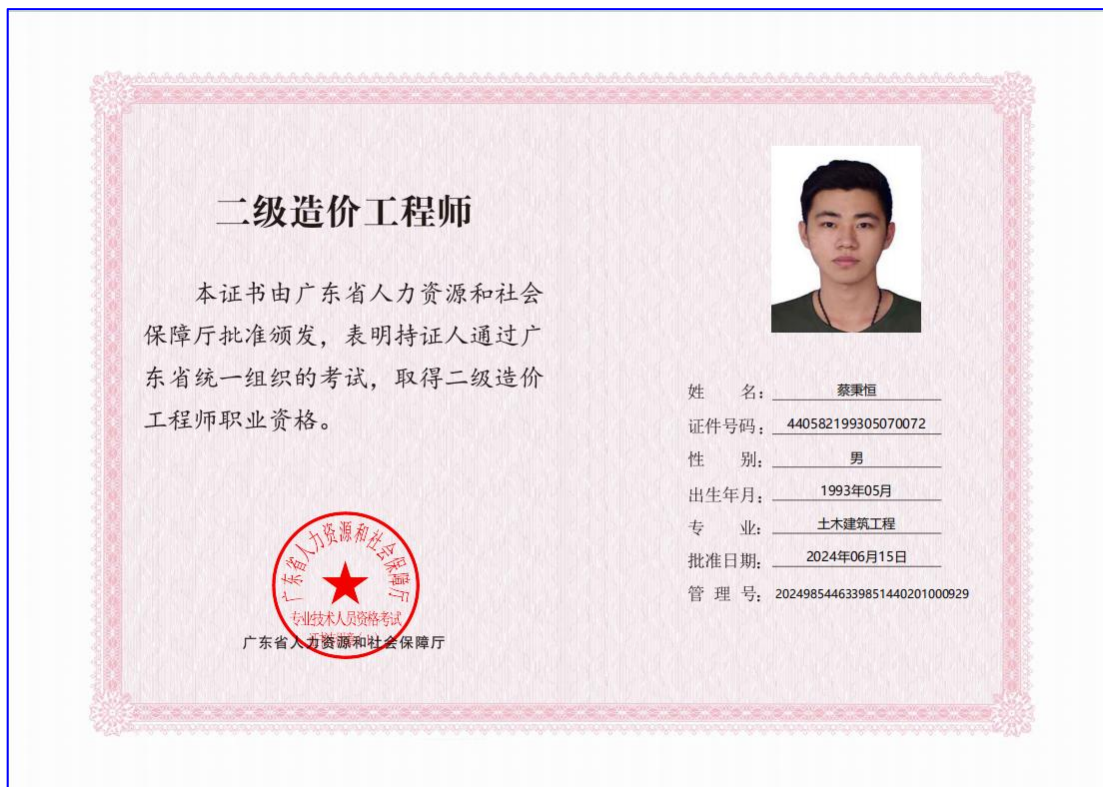 二级造价工程师
本证书由广东省人力资源和社会
保障厅批准颁发，表明持证人通过广
东省统一组织的考试，取得二级造价
工程师职业资格。
广东省人力资源和社会保障厅
专业技术人员资格考试
广东省人力资源和社会保障厅
姓 名：蔡秉恒
证件号码：440582199305070072
性 别：男
出生年月：1993年05月
专 业：土木建筑工程
批准日期：2024年06月15日
管 理 号：2024985446339851440201000929